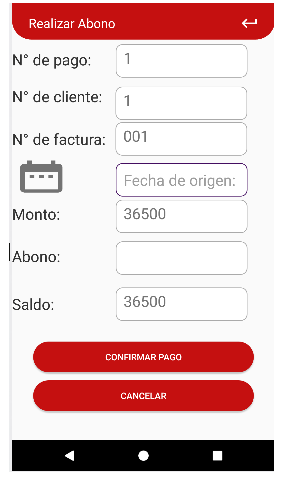 Realizar Abono
N° de pago: 1
N° de cliente: 1
N° de factura: 001
Fecha de origen:
Monto: 36500
Abono:
Saldo: 36500
CONFIRMAR PAGO
CANCELAR